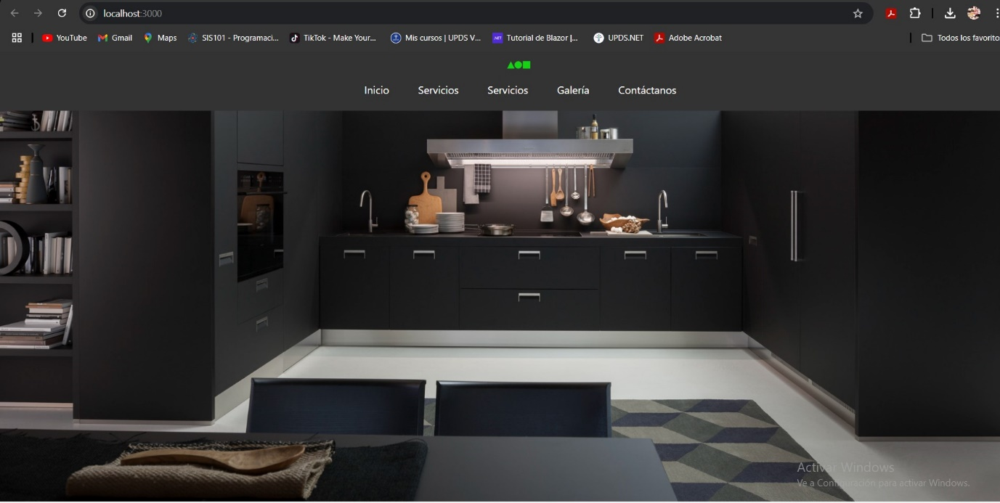 localhost:3000
YouTube Gmail Maps SIS101 - Programaci... TikTok - Make Your... Mis cursos | UPDS V... Tutorial de Blazor |... UPDS.NET Adobe Acrobat Todos los favorito
Inicio Servicios Servicios Galería Contáctanos
Activar Windows
Ve a Configuración para activar Windows.